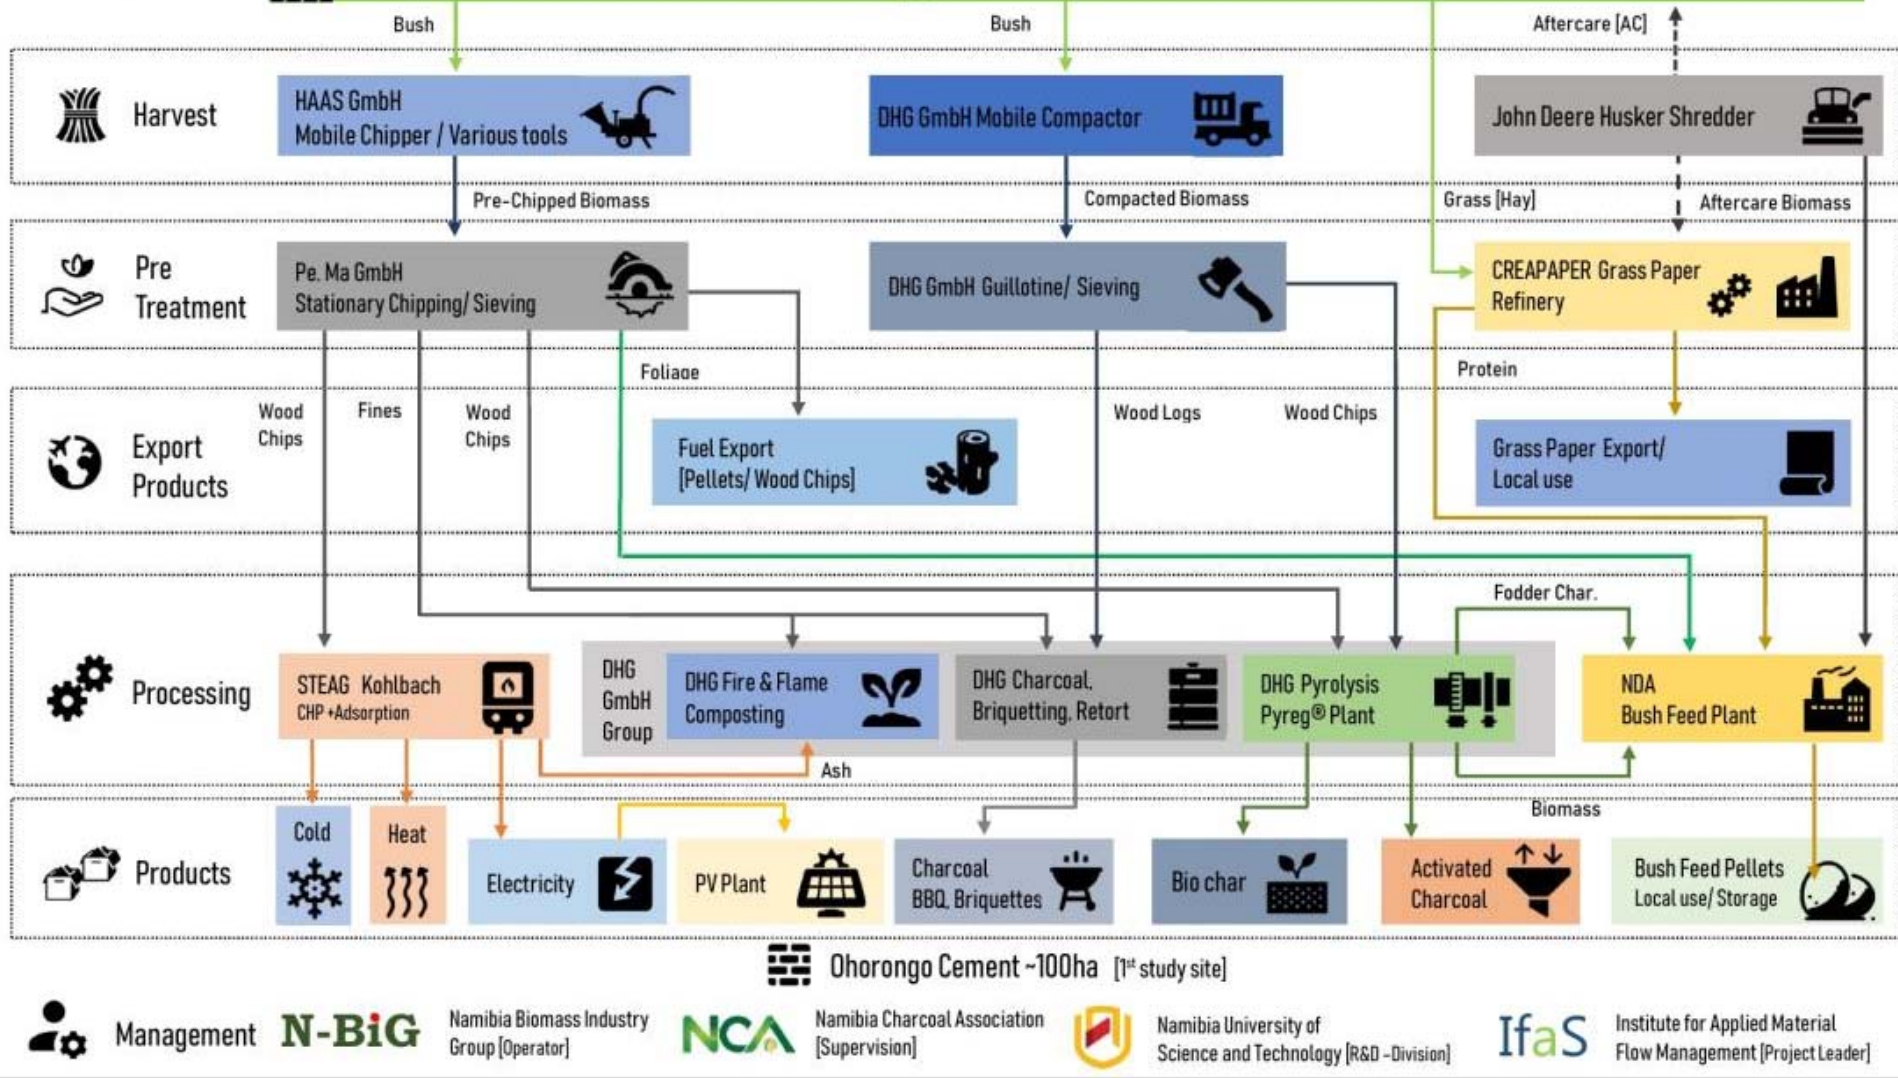 Bush
Bush
Aftercare [AC]
Harvest
HAAS GmbH
Mobile Chipper / Various tools
DHG GmbH Mobile Compactor
John Deere Husker Shredder
Pre-Chipped Biomass
Compacted Biomass
Grass [Hay]
Aftercare Biomass
Pre
Treatment
Pe. Ma GmbH
Stationary Chipping/ Sieving
DHG GmbH Guillotine/ Sieving
CREAPAPER Grass Paper
Refinery
Foliage
Protein
Export
Products
Wood
Chips
Fines
Wood
Chips
Fuel Export
[Pellets/ Wood Chips]
Wood Logs
Wood Chips
Grass Paper Export/
Local use
Fodder Char.
Processing
STEAG Kohlbach
CHP +Adsorption
DHG
GmbH
Group
DHG Fire & Flame
Composting
DHG Charcoal,
Briquetting, Retort
DHG Pyrolysis
Pyreg® Plant
NDA
Bush Feed Plant
Ash
Biomass
Products
Cold
Heat
Electricity
PV Plant
Charcoal
BBQ, Briquettes
Bio char
Activated
Charcoal
Bush Feed Pellets
Local use/ Storage
Ohorongo Cement ~100ha [1st study site]
Management
N-BiG
Namibia Biomass Industry
Group [Operator]
NCA
Namibia Charcoal Association
[Supervision]
Namibia University of
Science and Technology [R&D -Division]
IfaS
Institute for Applied Material
Flow Management [Project Leader]